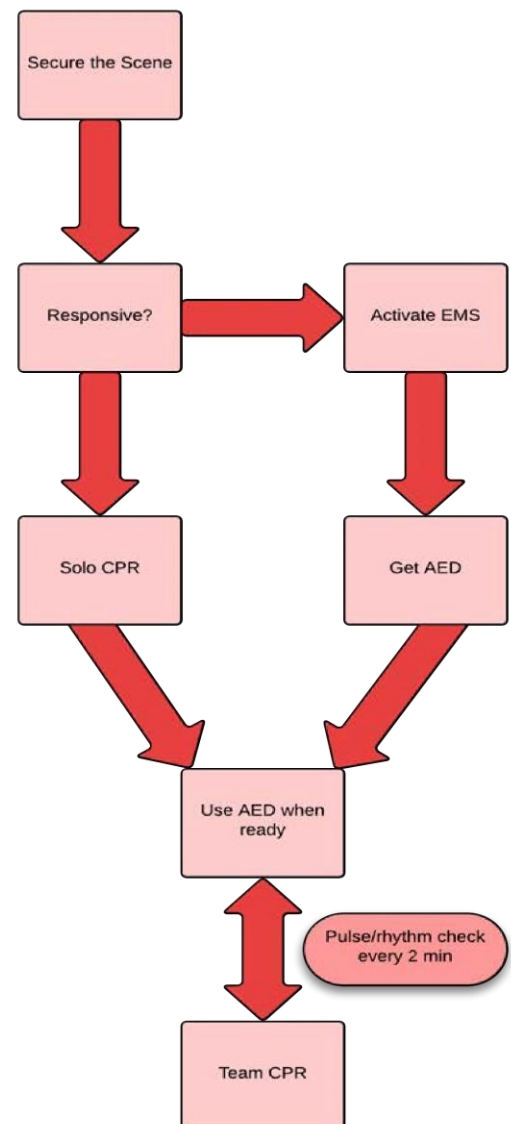 Secure the Scene
Responsive?
Activate EMS
Solo CPR
Get AED
Use AED when
ready
Pulse/rhythm check
every 2 min
Team CPR